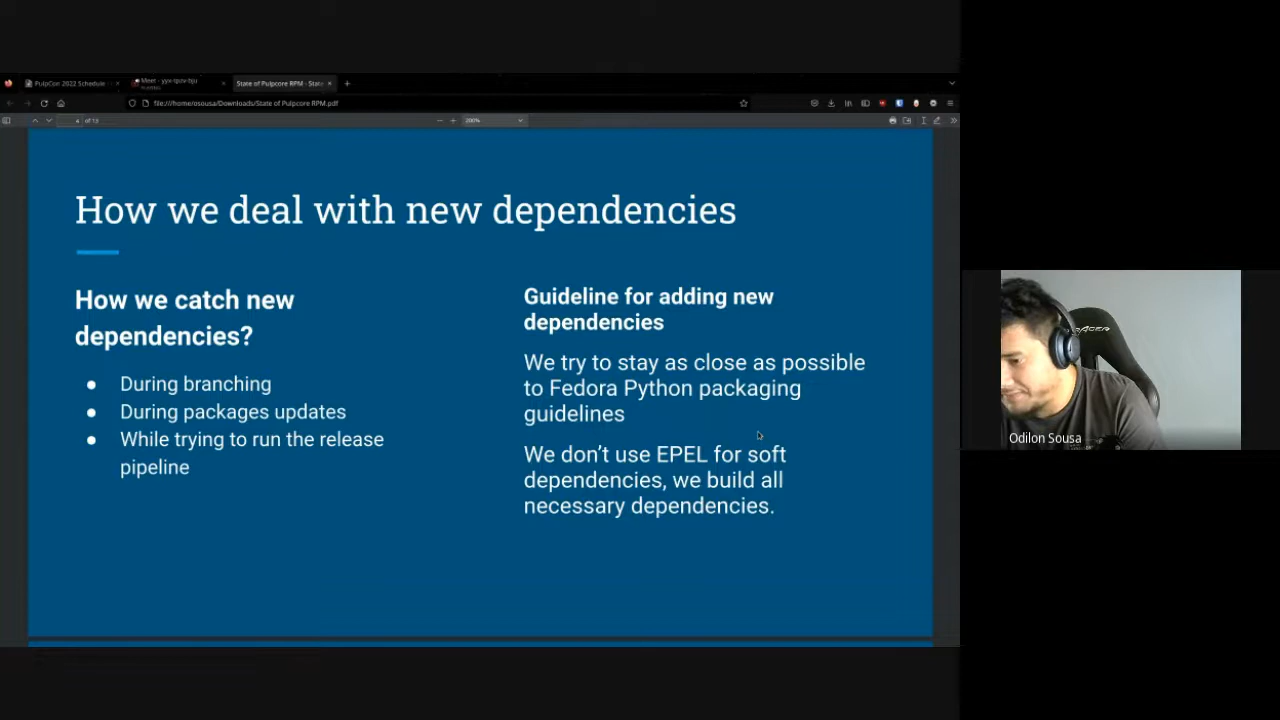 PulpCon 2022 Schedule
Meet - yyv-tpov-bju
State of Pulpcore RPM - State
file:///home/osousa/Downloads/State of Pulpcore RPM.pdf
4 of 13
200%
How we deal with new dependencies
How we catch new
dependencies?
● During branching
● During packages updates
● While trying to run the release
pipeline
Guideline for adding new
dependencies
We try to stay as close as possible
to Fedora Python packaging
guidelines
We don’t use EPEL for soft
dependencies, we build all
necessary dependencies.
Odilon Sousa